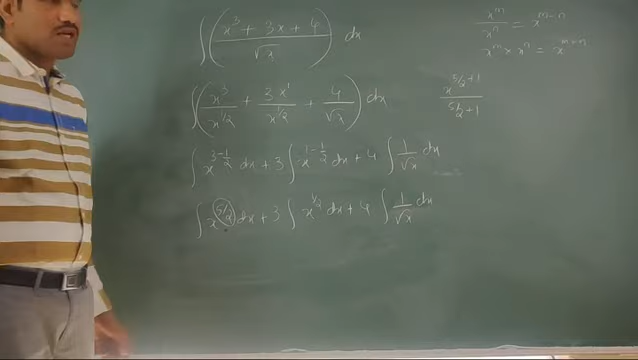 ∫ ( (x³ + 3x + 4) / √x ) dx
∫ ( x³/x^{1/2} + 3x¹/x^{1/2} + 4/√x ) dx
∫ x^{3-1/2} dx + 3 ∫ x^{1-1/2} dx + 4 ∫ 1/√x dx
∫ x^{5/2} dx + 3 ∫ x^{1/2} dx + 4 ∫ 1/√x dx
x^m / x^n = x^{m-n}
x^m × x^n = x^{m+n}
x^{5/2+1} / (5/2+1)